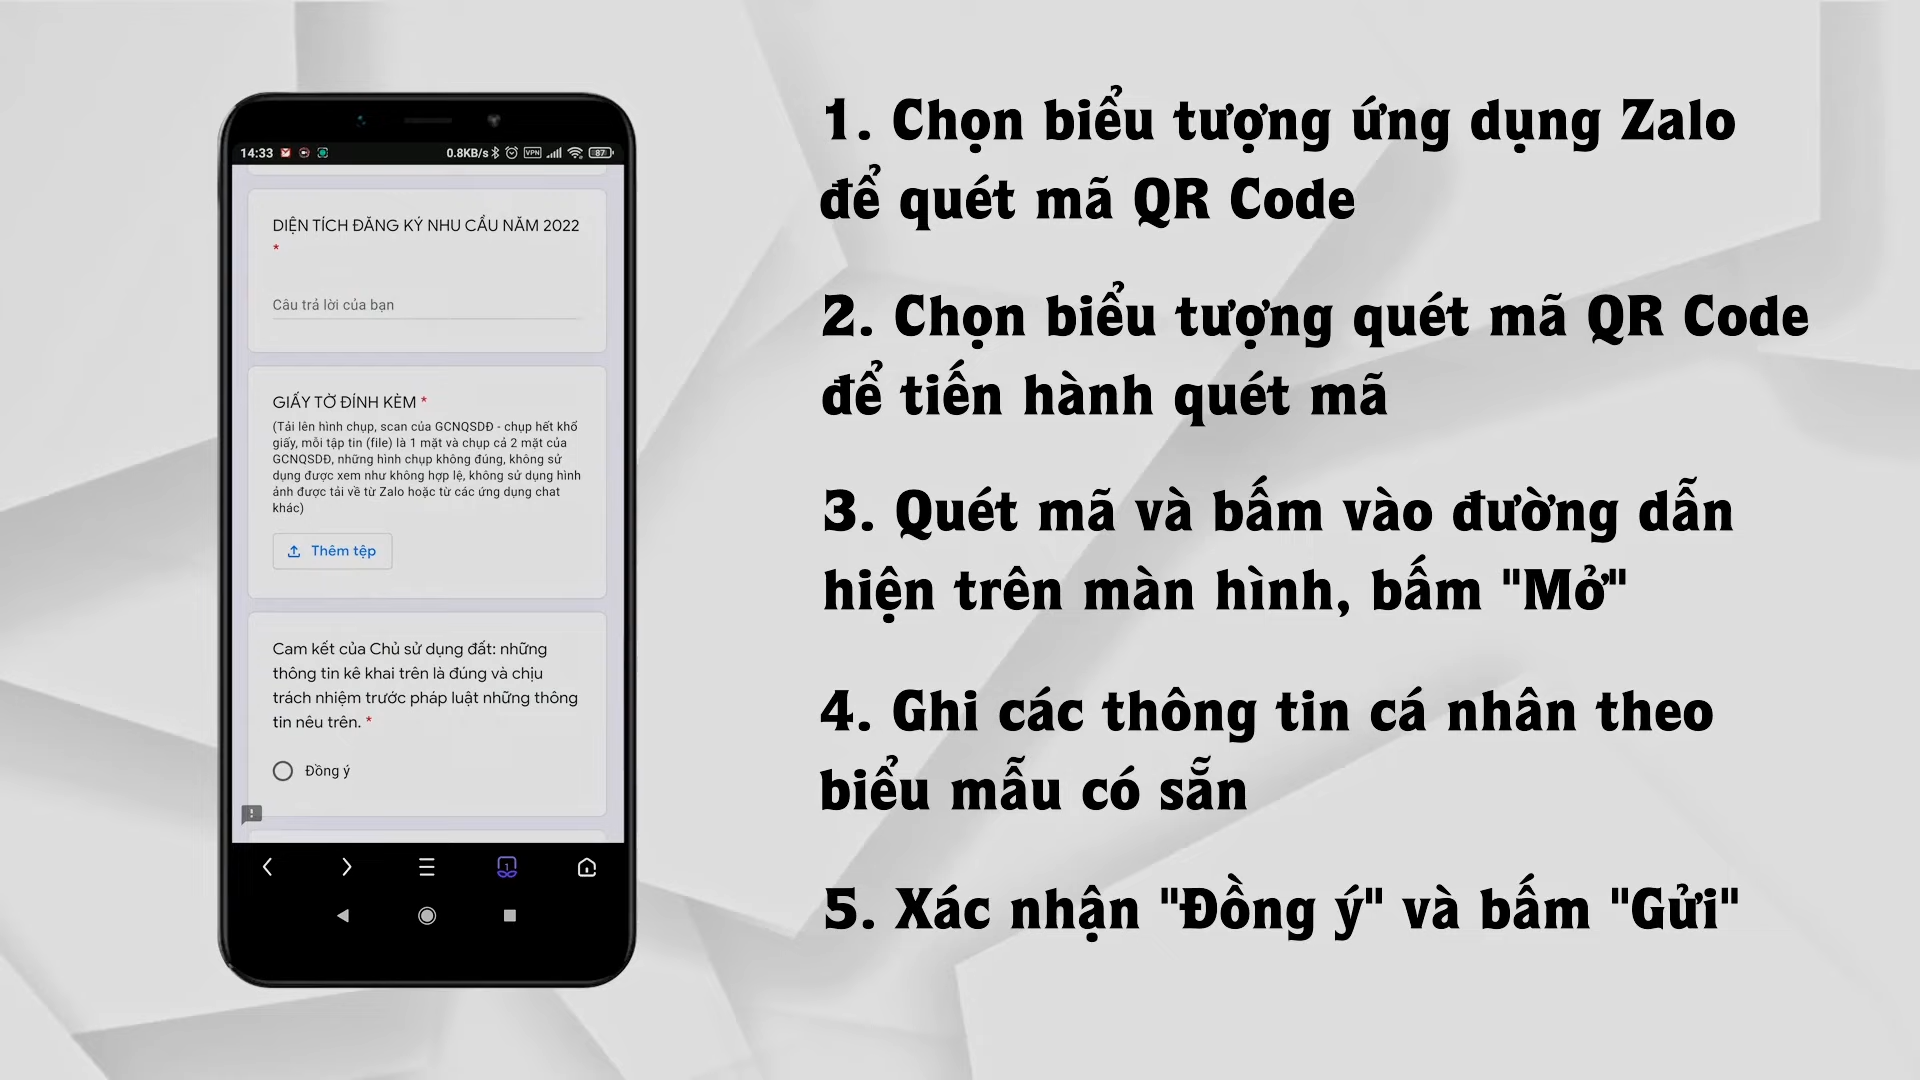 14:33
0.8KB/s
VPN
87
DIỆN TÍCH ĐĂNG KÝ NHU CẦU NĂM 2022
*
Câu trả lời của bạn
GIẤY TỜ ĐÍNH KÈM *
(Tải lên hình chụp, scan của GCNQSDĐ - chụp hết khổ
giấy, mỗi tập tin (file) là 1 mặt và chụp cả 2 mặt của
GCNQSDĐ, những hình chụp không đúng, không sử
dụng được xem như không hợp lệ, không sử dụng hình
ảnh được tải về từ Zalo hoặc từ các ứng dụng chat
khác)
Thêm tệp
Cam kết của Chủ sử dụng đất: những
thông tin kê khai trên là đúng và chịu
trách nhiệm trước pháp luật những thông
tin nêu trên. *
Đồng ý
1
1. Chọn biểu tượng ứng dụng Zalo
để quét mã QR Code
2. Chọn biểu tượng quét mã QR Code
để tiến hành quét mã
3. Quét mã và bấm vào đường dẫn
hiện trên màn hình, bấm "Mở"
4. Ghi các thông tin cá nhân theo
biểu mẫu có sẵn
5. Xác nhận "Đồng ý" và bấm "Gửi"